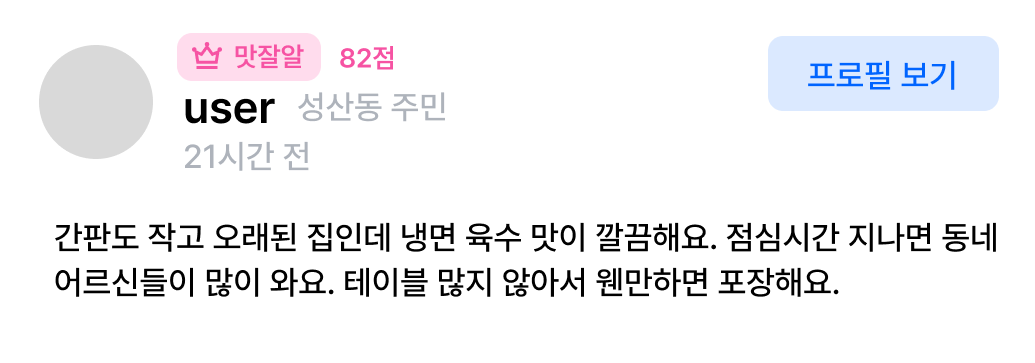 맛잘알 82점
프로필 보기
user 성산동 주민
21시간 전
간판도 작고 오래된 집인데 냉면 육수 맛이 깔끔해요. 점심시간 지나면 동네
어르신들이 많이 와요. 테이블 많지 않아서 웬만하면 포장해요.